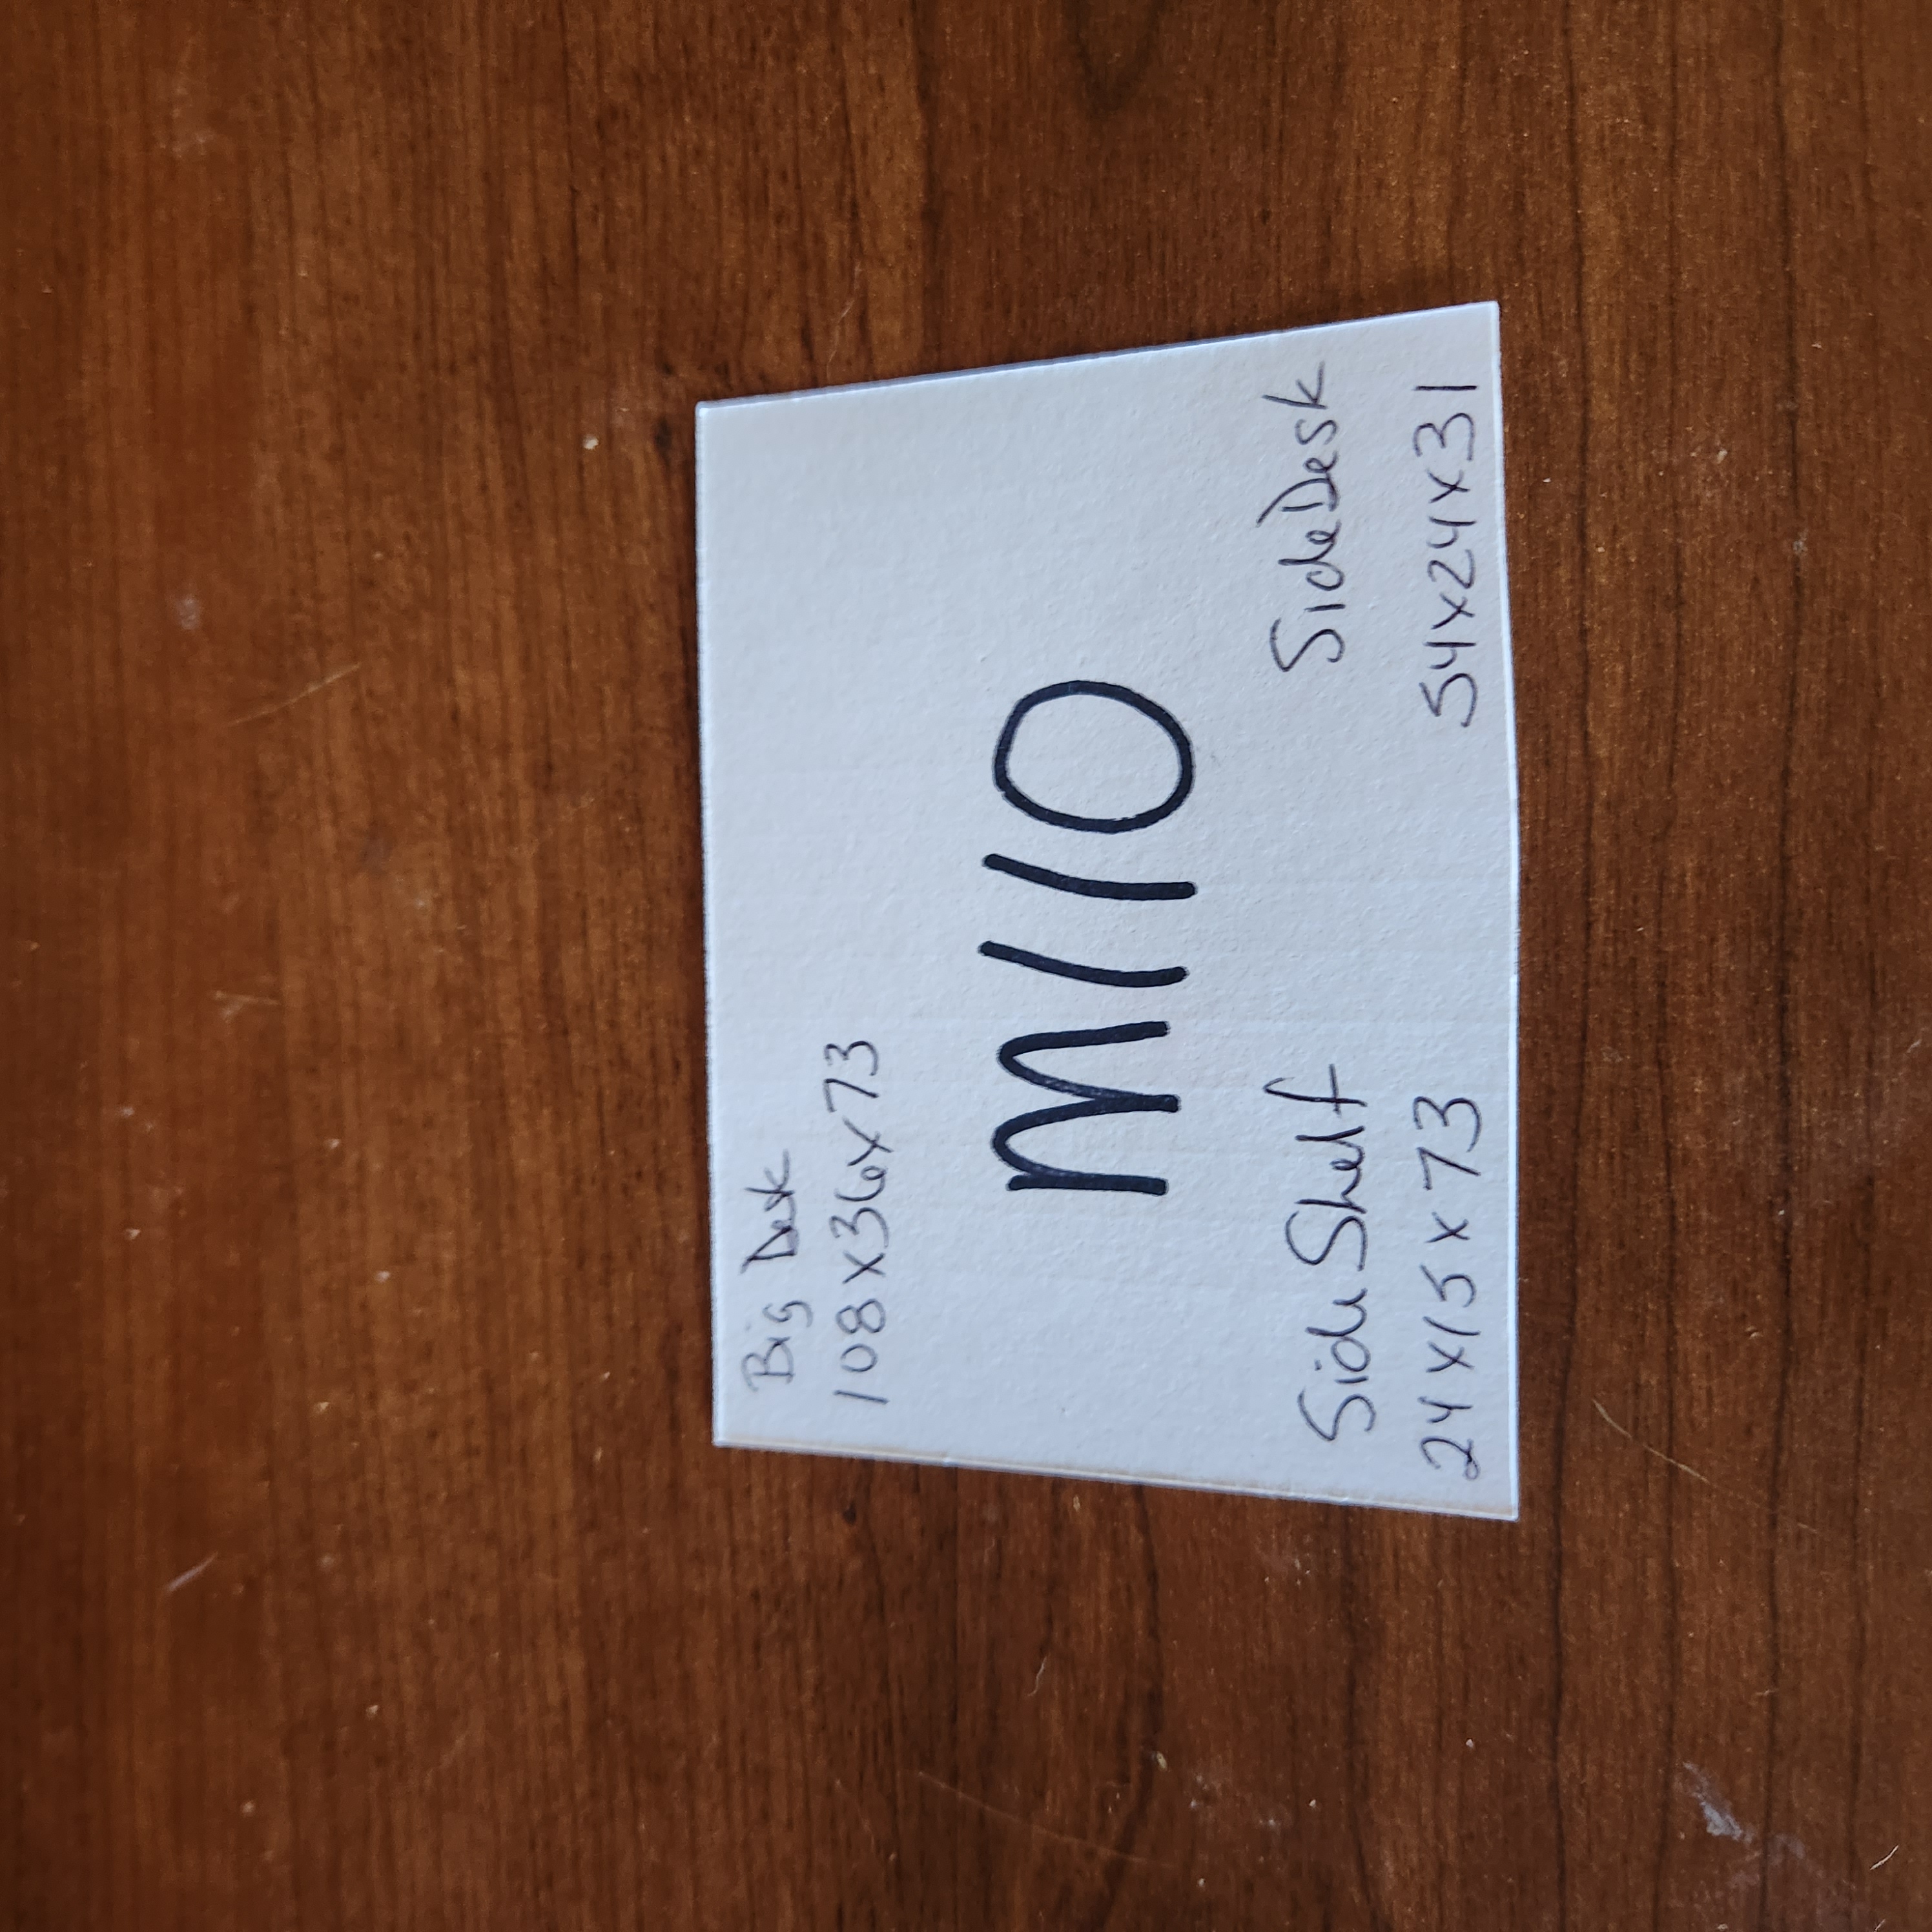 Big Desk
108x36x73
M110
Side Shelf
24x15x73
Side Desk
54x24x31